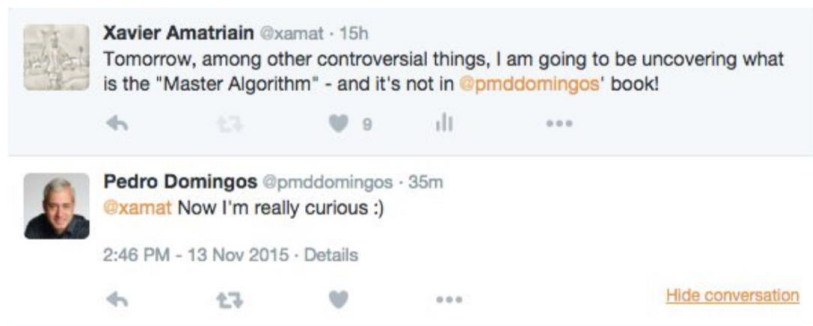 Xavier Amatriain @xamat · 15h
Tomorrow, among other controversial things, I am going to be uncovering what
is the "Master Algorithm" - and it's not in @pmddomingos' book!
9
Pedro Domingos @pmddomingos · 35m
@xamat Now I'm really curious :)
2:46 PM - 13 Nov 2015 · Details
Hide conversation